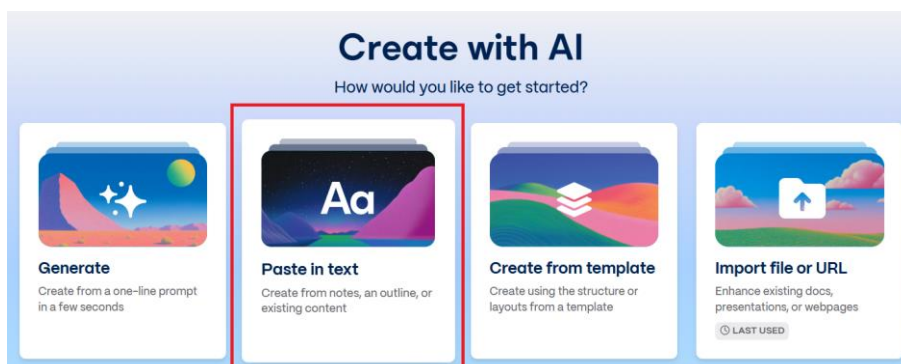 Create with AI
How would you like to get started?
Aa
Generate
Create from a one-line prompt
in a few seconds
Paste in text
Create from notes, an outline, or
existing content
Create from template
Create using the structure or
layouts from a template
Import file or URL
Enhance existing docs,
presentations, or webpages
LAST USED